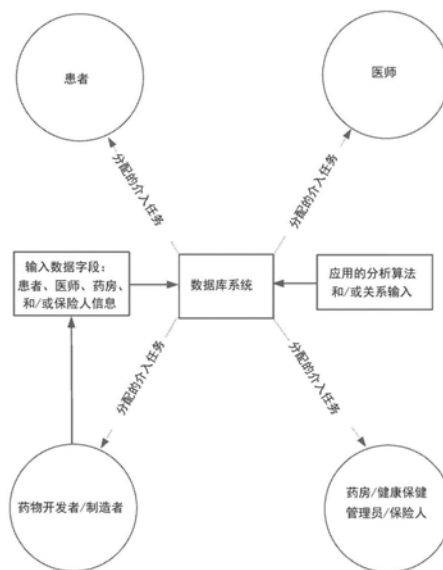 患者
医师
分配的介入任务
分配的介入任务
输入数据字段：
患者、医师、药房、
和/或保险人信息
数据库系统
应用的分析算法
和/或关系输入
分配的介入任务
分配的介入任务
药物开发者/制造者
药房/健康保健
管理员/保险人